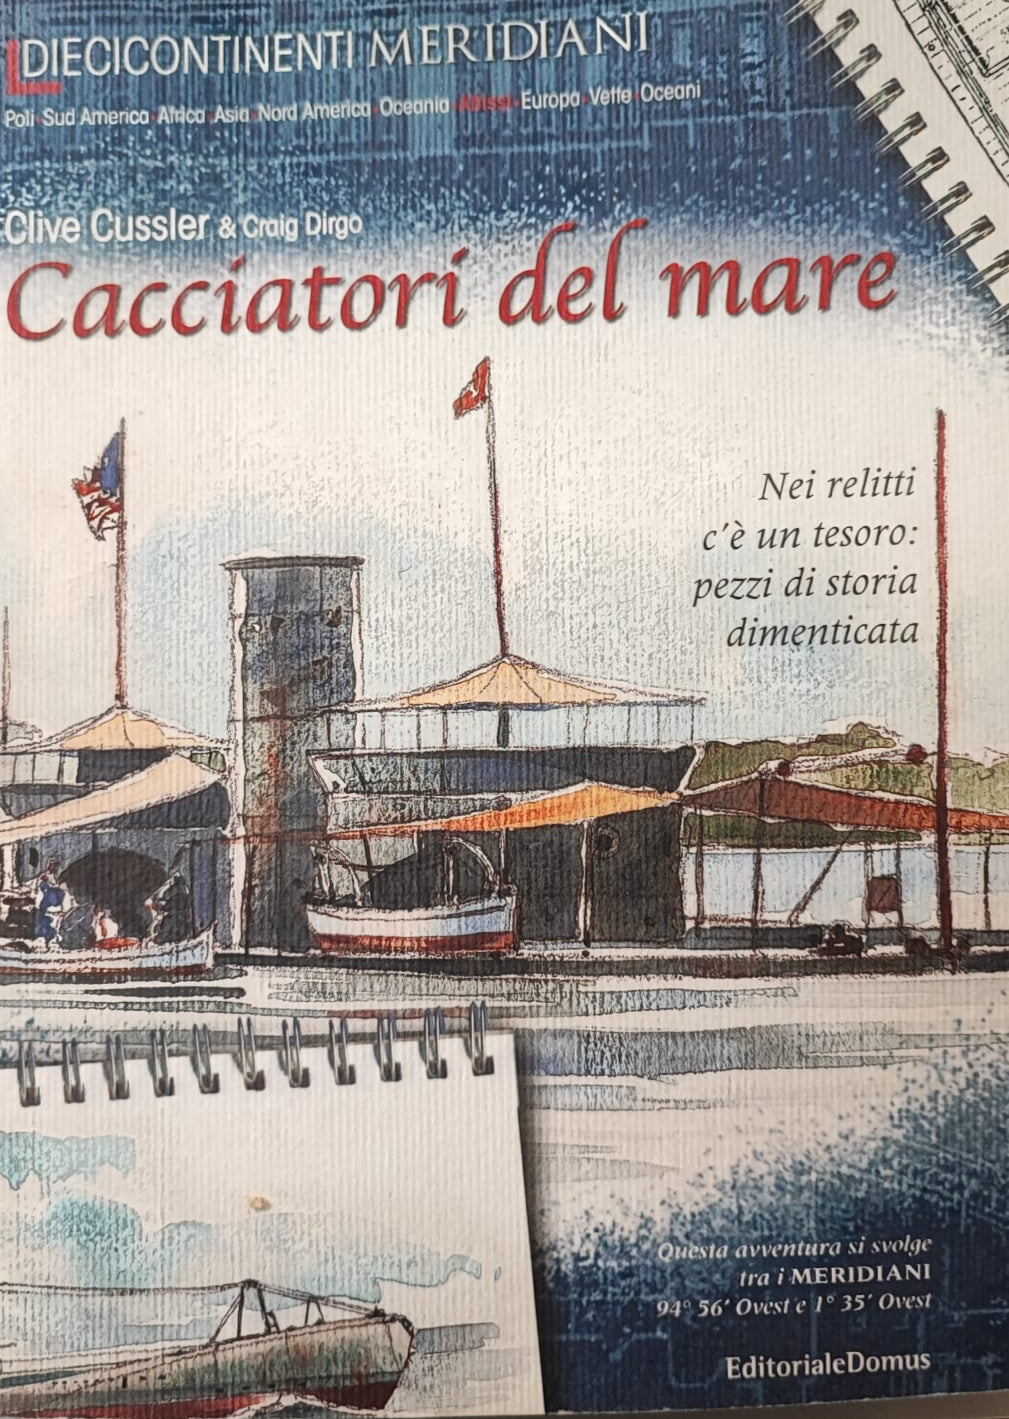 DIECICONTINENTI MERIDIANI
Poli · Sud America · Africa · Asia · Nord America · Oceania · Abissi · Europa · Vette · Oceani
Clive Cussler & Craig Dirgo
Cacciatori del mare
Nei relitti
c'è un tesoro:
pezzi di storia
dimenticata
Questa avventura si svolge
tra i MERIDIANI
94° 56' Ovest e 1° 35' Ovest
EditorialeDomus